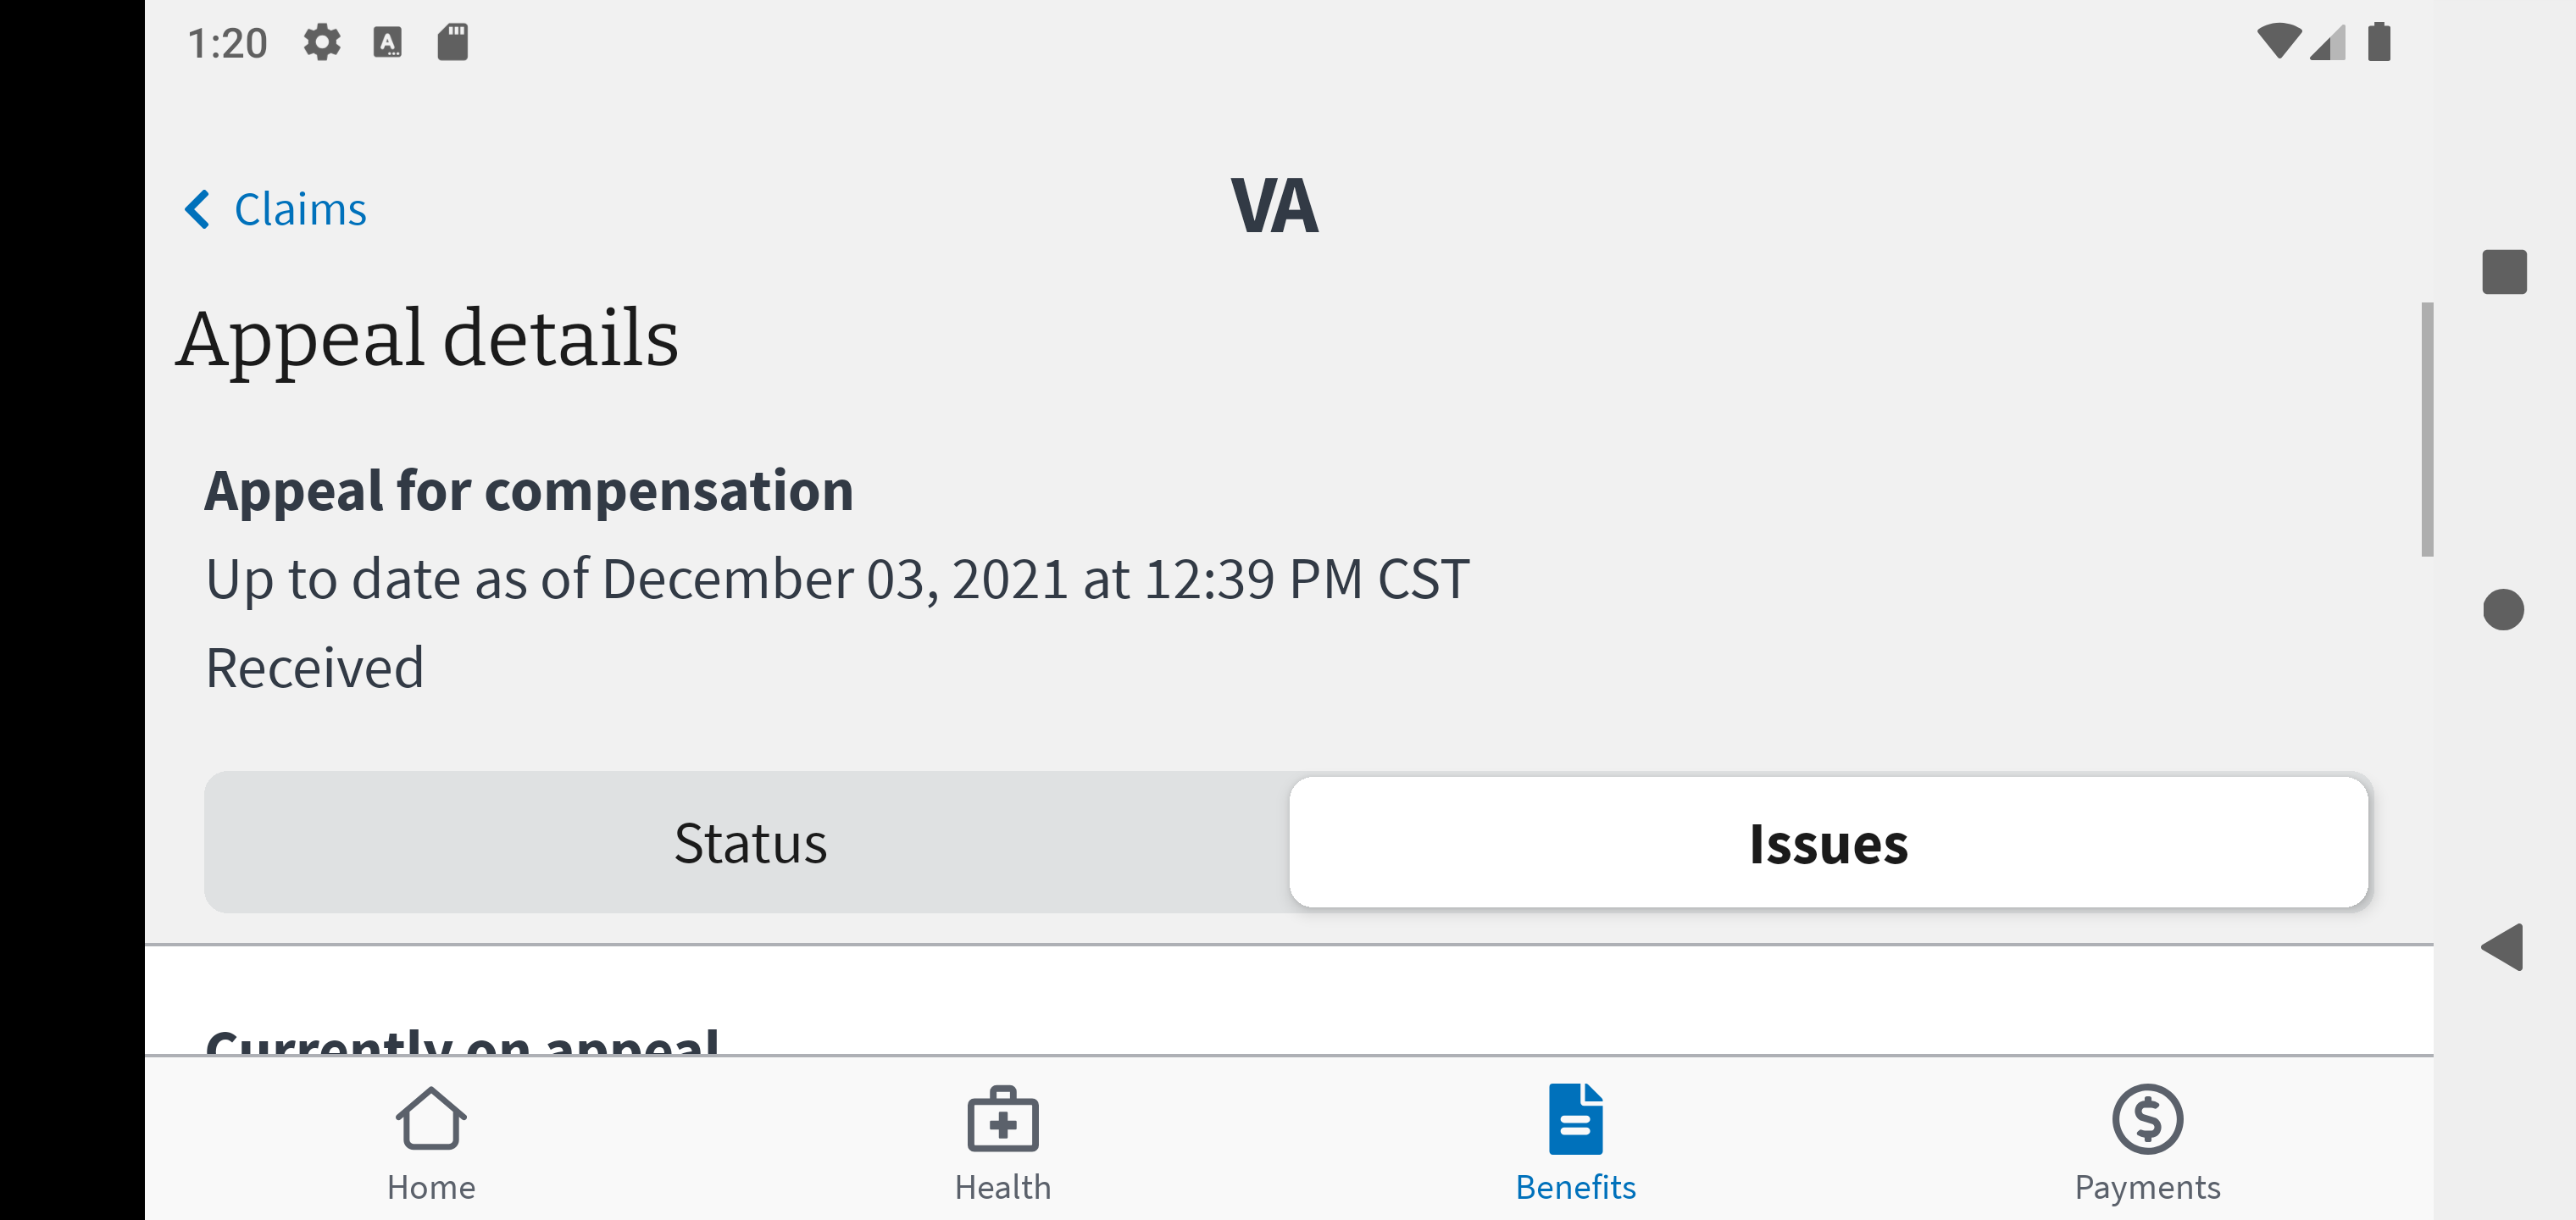 1:20
Claims
VA
Appeal details
Appeal for compensation
Up to date as of December 03, 2021 at 12:39 PM CST
Received
Status
Issues
Currently on appeal
Home
Health
Benefits
Payments